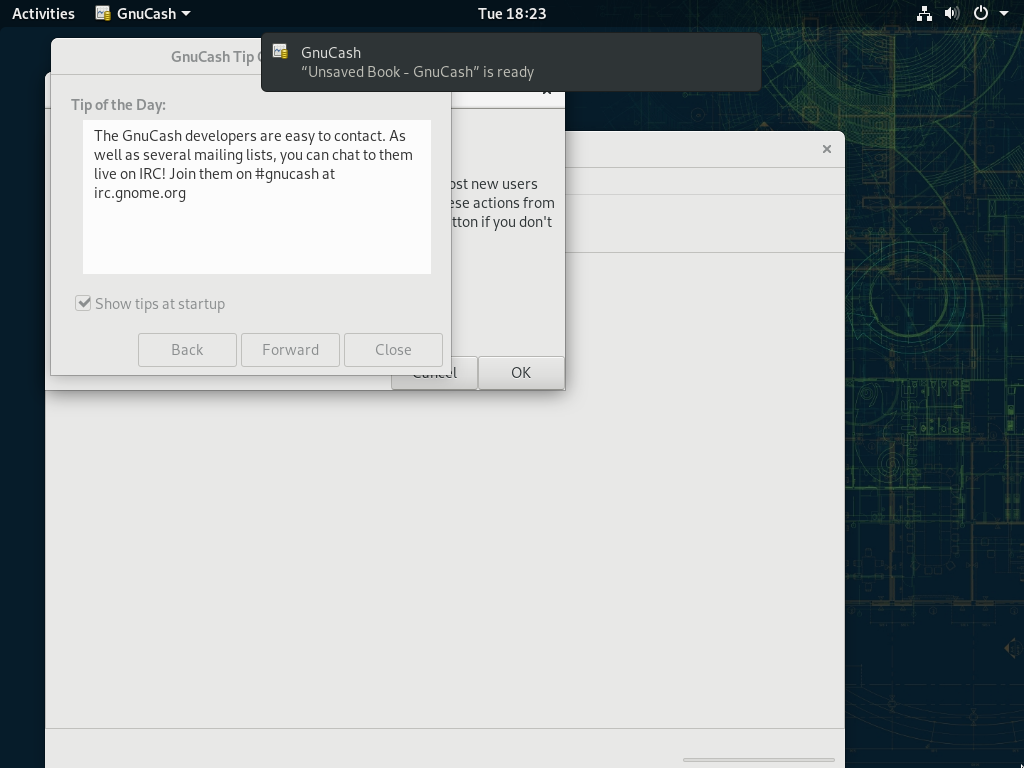 Activities
GnuCash
Tue 18:23
GnuCash
“Unsaved Book - GnuCash” is ready
GnuCash Tip
Tip of the Day:
The GnuCash developers are easy to contact. As
well as several mailing lists, you can chat to them
live on IRC! Join them on #gnucash at
irc.gnome.org
new users
actions from
if you don't
Show tips at startup
Back
Forward
Close
Cancel
OK